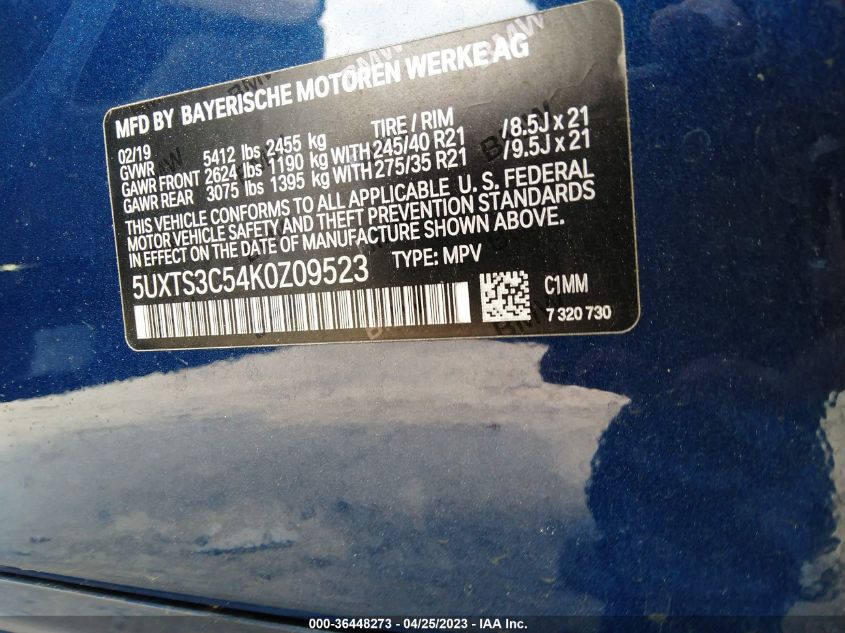 MFD BY BAYERISCHE MOTOREN WERKE AG
02/19 TIRE / RIM
GVWR 5412 lbs 2455 kg
GAWR FRONT 2624 lbs 1190 kg WITH 245/40 R21 / 8.5J x 21
GAWR REAR 3075 lbs 1395 kg WITH 275/35 R21 / 9.5J x 21
THIS VEHICLE CONFORMS TO ALL APPLICABLE U. S. FEDERAL
MOTOR VEHICLE SAFETY AND THEFT PREVENTION STANDARDS
IN EFFECT ON THE DATE OF MANUFACTURE SHOWN ABOVE.
5UXTS3C54K0Z09523 TYPE: MPV
C1MM
7 320 730
000-36448273 - 04/25/2023 - IAA Inc.